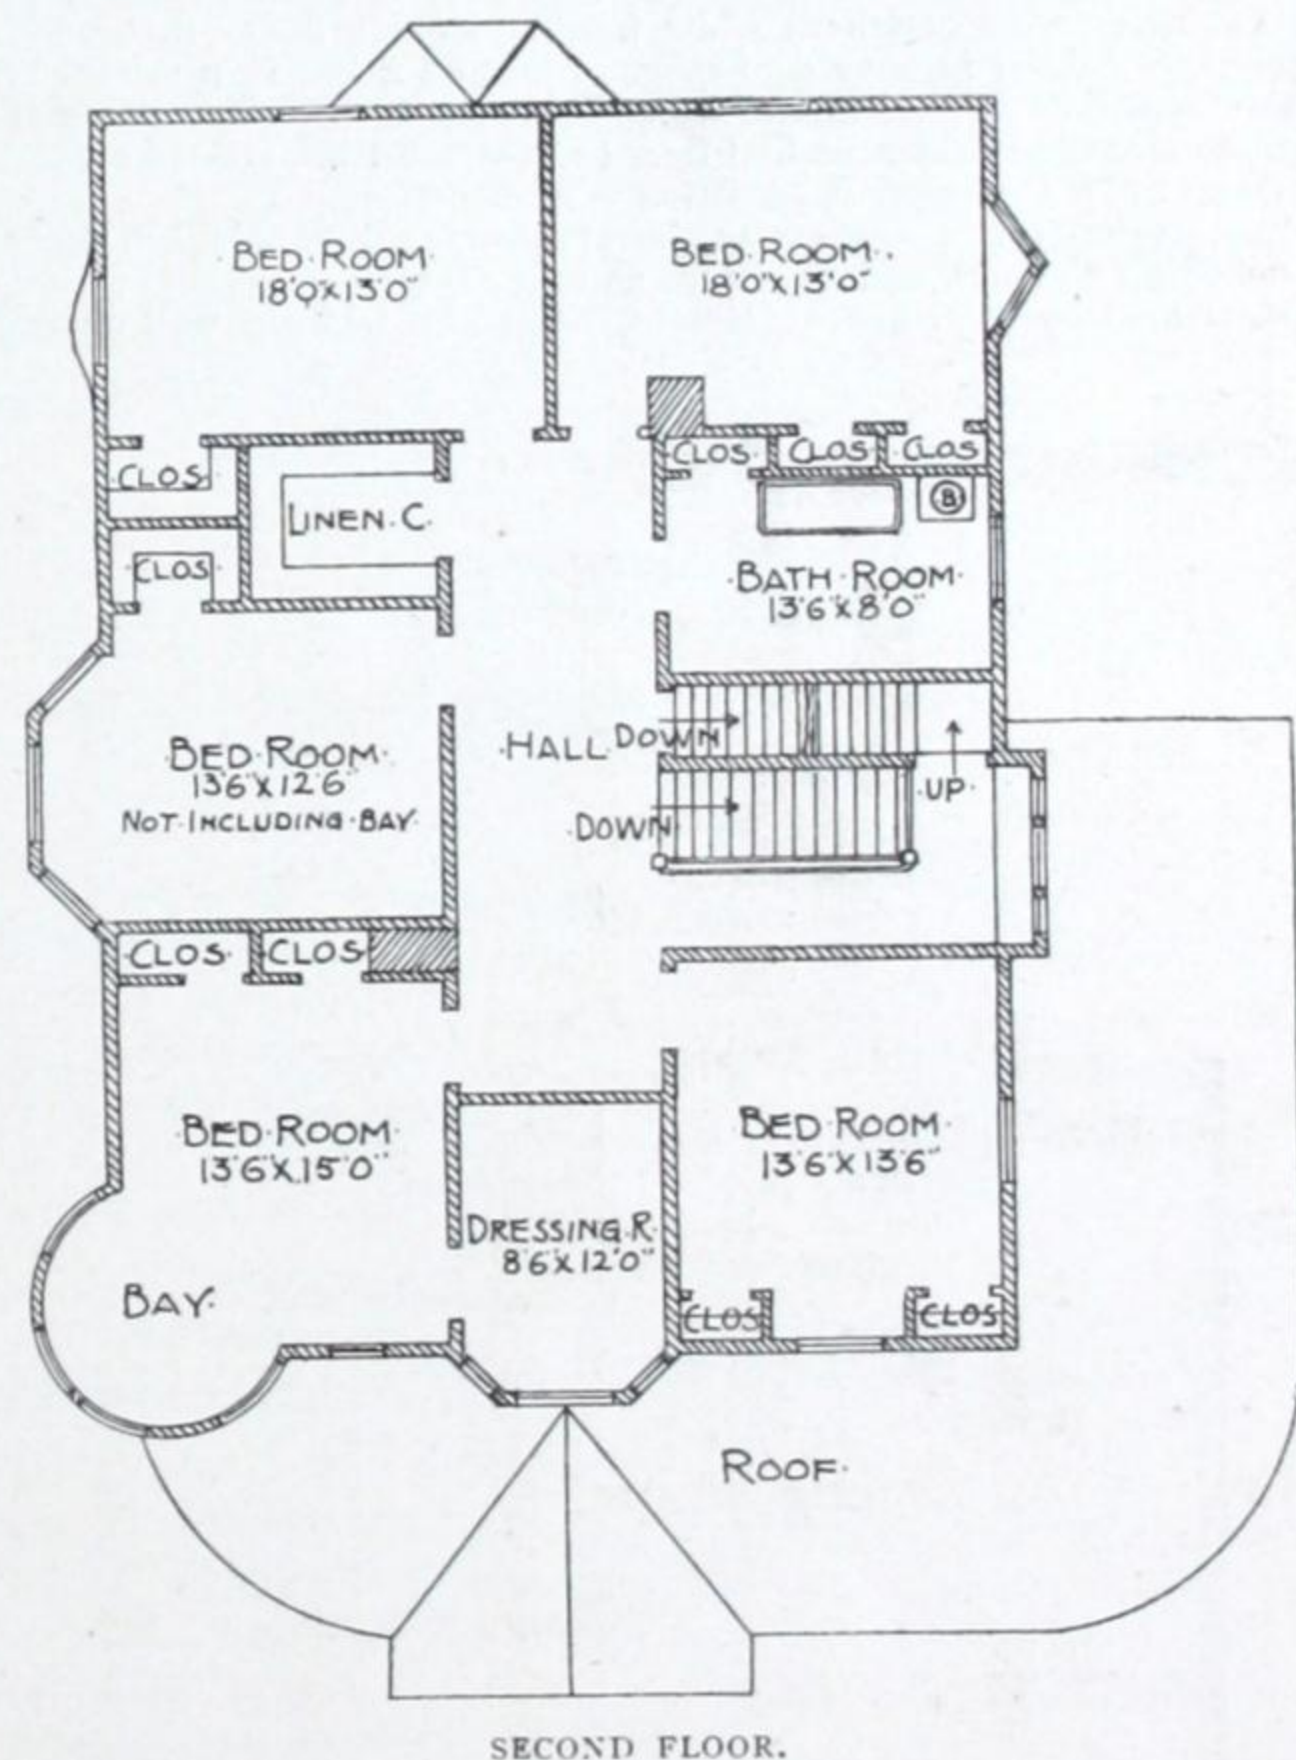 BED·ROOM·
18'0"X13'0"
BED·ROOM··
18'0"X13'0"
CLOS
CLOS·
CLOS
CLOS
LINEN·C·
B
·CLOS
·BATH·ROOM·
13'6"X8'0"
·HALL·
DOWN
BED·ROOM·
13'6"X12'6"
NOT·INCLUDING·BAY·
·UP·
·DOWN·
·CLOS·
CLOS
·BED·ROOM·
13'6"X15'0"
BED·ROOM·
13'6"X13'6"
DRESSING·R·
8'6"X12'0"
BAY·
CLOS
CLOS
ROOF·
SECOND FLOOR.